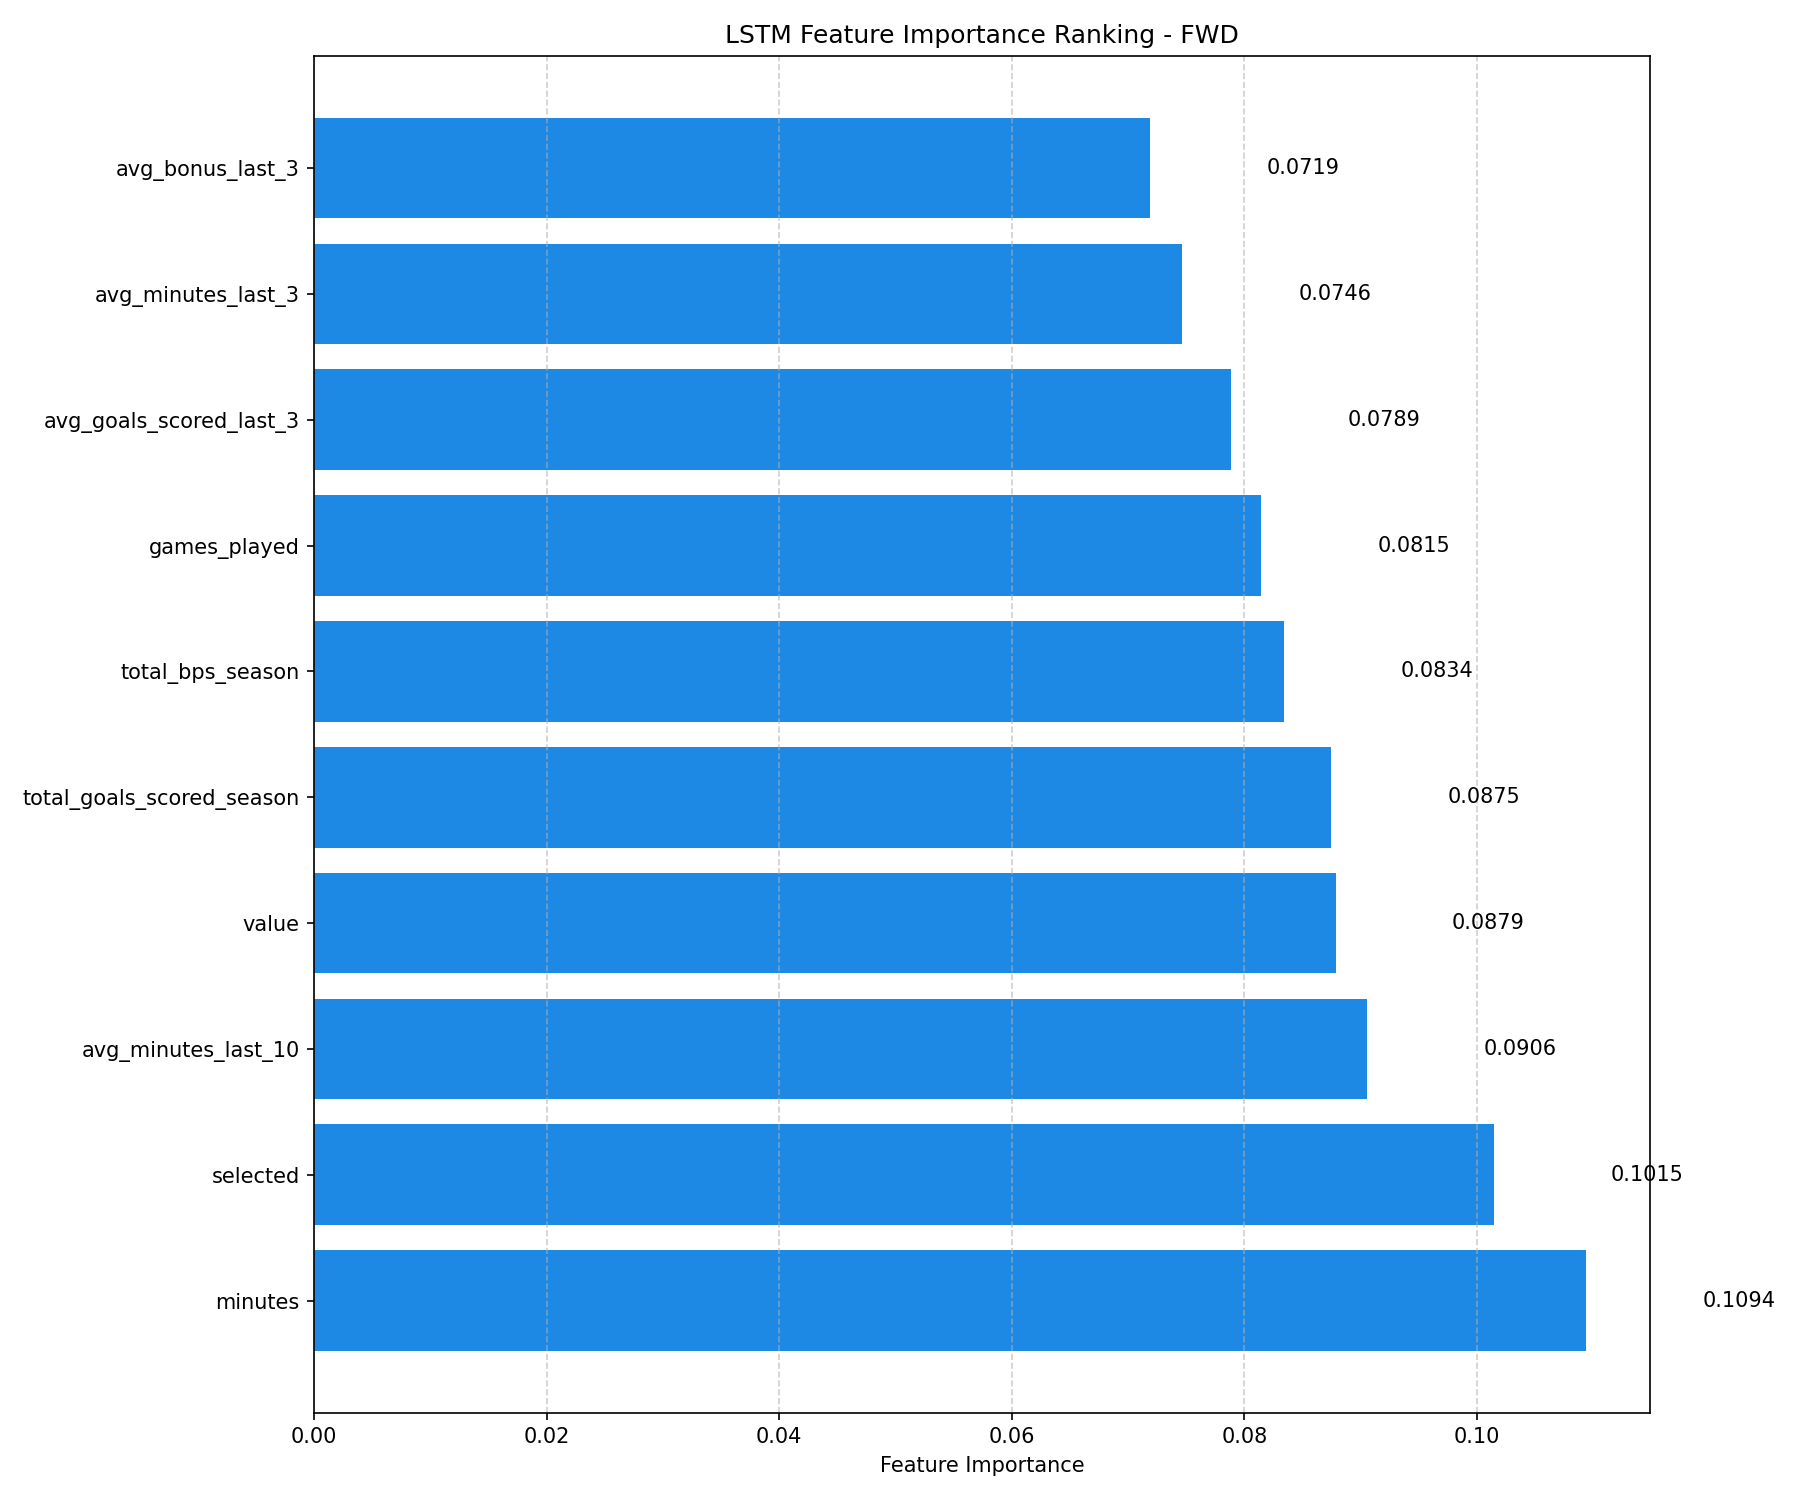 LSTM Feature Importance Ranking - FWD
avg_bonus_last_3 0.0719
avg_minutes_last_3 0.0746
avg_goals_scored_last_3 0.0789
games_played 0.0815
total_bps_season 0.0834
total_goals_scored_season 0.0875
value 0.0879
avg_minutes_last_10 0.0906
selected 0.1015
minutes 0.1094
0.00 0.02 0.04 0.06 0.08 0.10
Feature Importance